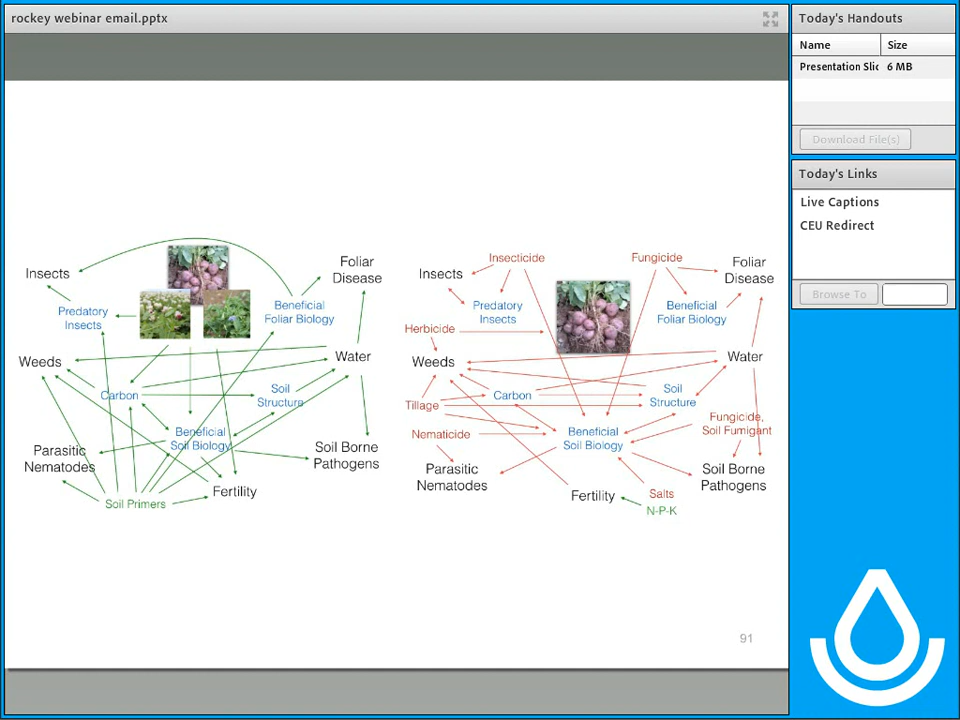 rockey webinar email.pptx
Today's Handouts
Name Size
Presentation Slic 6 MB
Download File(s)
Today's Links
Live Captions
CEU Redirect
Browse To
Insects
Foliar
Disease
Predatory
Insects
Beneficial
Foliar Biology
Weeds
Water
Carbon
Soil
Structure
Beneficial
Soil Biology
Parasitic
Nematodes
Soil Borne
Pathogens
Fertility
Soil Primers
Insecticide
Fungicide
Insects
Foliar
Disease
Predatory
Insects
Beneficial
Foliar Biology
Herbicide
Weeds
Water
Carbon
Soil
Structure
Tillage
Fungicide,
Soil Fumigant
Nematicide
Beneficial
Soil Biology
Parasitic
Nematodes
Soil Borne
Pathogens
Fertility
Salts
N-P-K
91